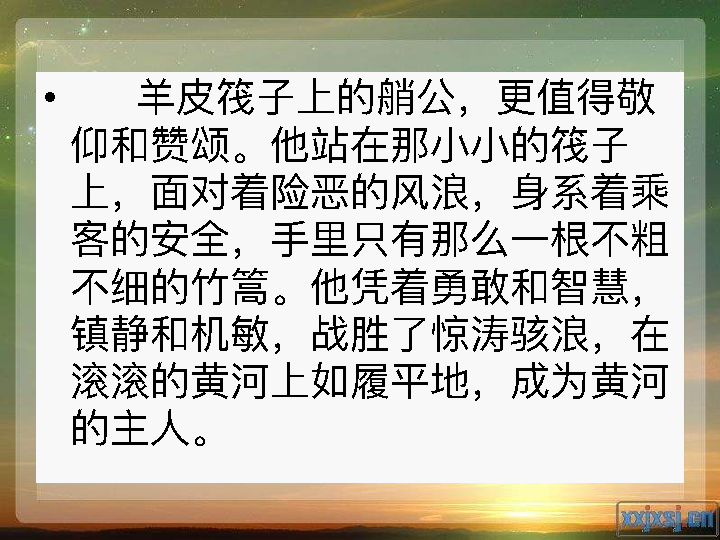 • 羊皮筏子上的艄公，更值得敬
仰和赞颂。他站在那小小的筏子
上，面对着险恶的风浪，身系着乘
客的安全，手里只有那么一根不粗
不细的竹篙。他凭着勇敢和智慧，
镇静和机敏，战胜了惊涛骇浪，在
滚滚的黄河上如履平地，成为黄河
的主人。
xxjxsj.cn